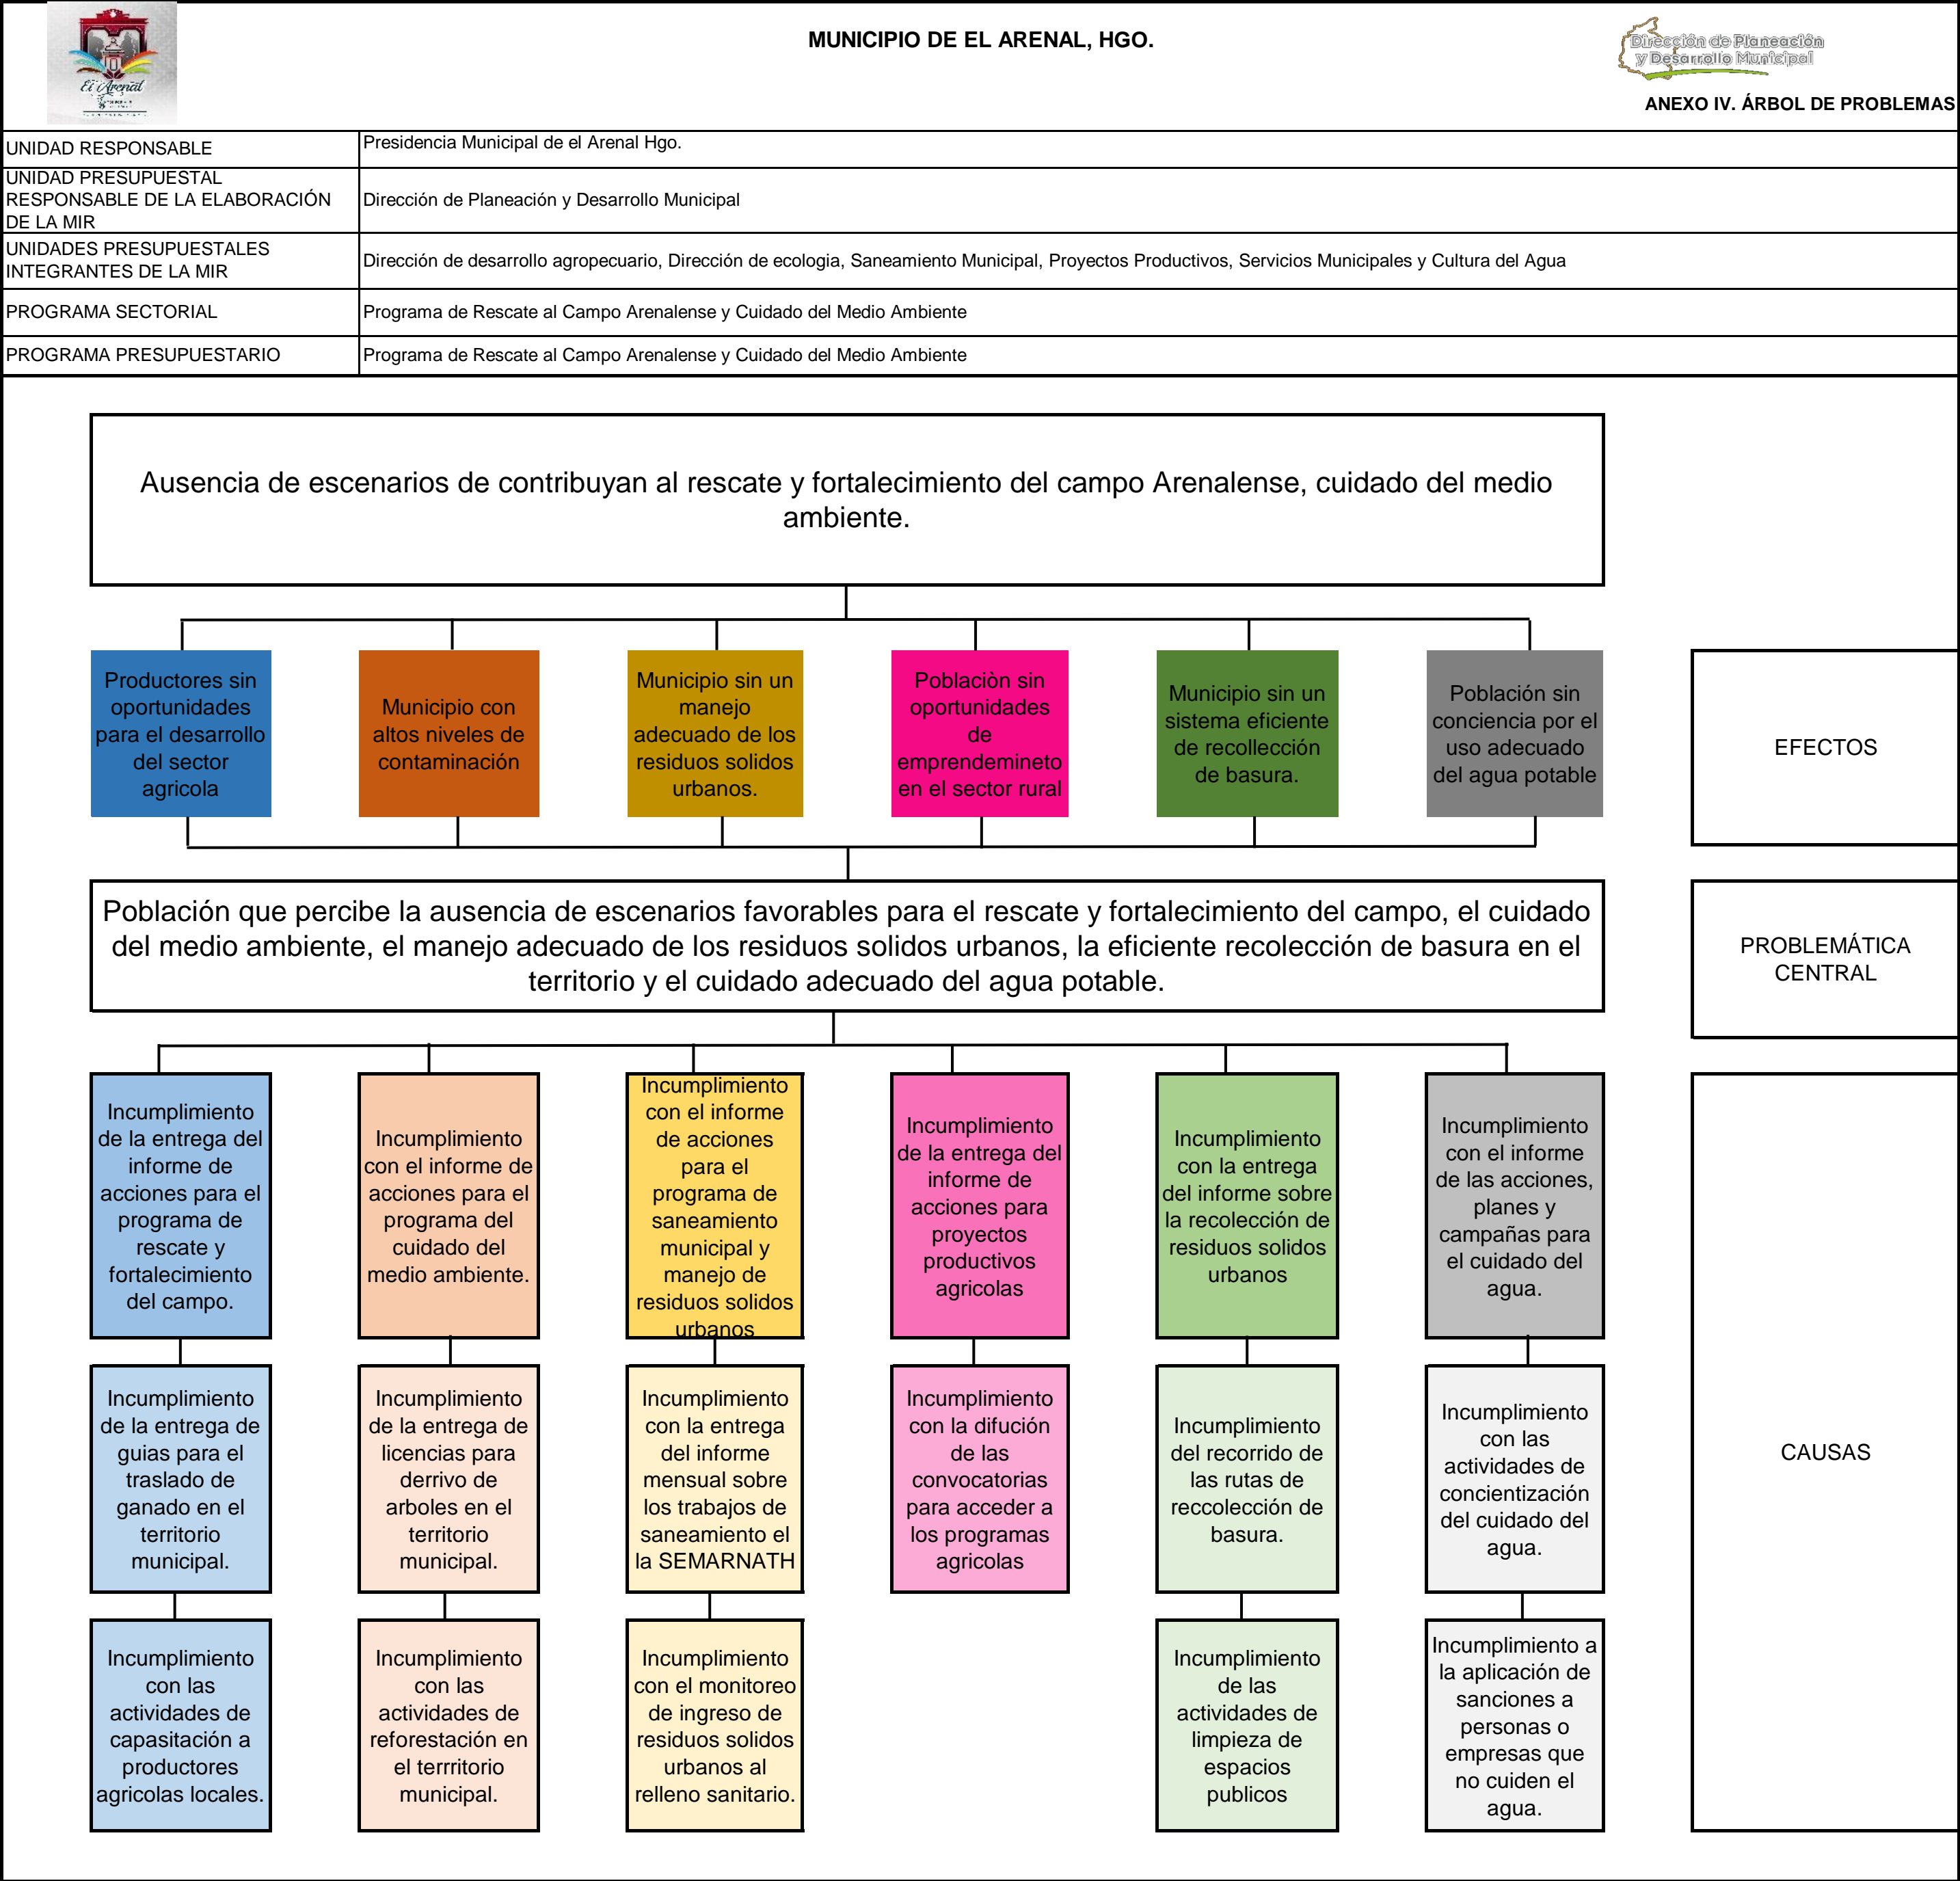 MUNICIPIO DE EL ARENAL, HGO.
El Arenal
Dirección de Planeación
y Desarrollo Municipal
ANEXO IV. ÁRBOL DE PROBLEMAS
UNIDAD RESPONSABLE
Presidencia Municipal de el Arenal Hgo.
UNIDAD PRESUPUESTAL
RESPONSABLE DE LA ELABORACIÓN
DE LA MIR
Dirección de Planeación y Desarrollo Municipal
UNIDADES PRESUPUESTALES
INTEGRANTES DE LA MIR
Dirección de desarrollo agropecuario, Dirección de ecologia, Saneamiento Municipal, Proyectos Productivos, Servicios Municipales y Cultura del Agua
PROGRAMA SECTORIAL
Programa de Rescate al Campo Arenalense y Cuidado del Medio Ambiente
PROGRAMA PRESUPUESTARIO
Programa de Rescate al Campo Arenalense y Cuidado del Medio Ambiente
Ausencia de escenarios de contribuyan al rescate y fortalecimiento del campo Arenalense, cuidado del medio
ambiente.
Productores sin
oportunidades
para el desarrollo
del sector
agricola
Municipio con
altos niveles de
contaminación
Municipio sin un
manejo
adecuado de los
residuos solidos
urbanos.
Poblaciòn sin
oportunidades
de
emprendemineto
en el sector rural
Municipio sin un
sistema eficiente
de recollección
de basura.
Población sin
conciencia por el
uso adecuado
del agua potable
EFECTOS
Población que percibe la ausencia de escenarios favorables para el rescate y fortalecimiento del campo, el cuidado
del medio ambiente, el manejo adecuado de los residuos solidos urbanos, la eficiente recolección de basura en el
territorio y el cuidado adecuado del agua potable.
PROBLEMÁTICA
CENTRAL
Incumplimiento
de la entrega del
informe de
acciones para el
programa de
rescate y
fortalecimiento
del campo.
Incumplimiento
con el informe de
acciones para el
programa del
cuidado del
medio ambiente.
Incumplimiento
con el informe
de acciones
para el
programa de
saneamiento
municipal y
manejo de
residuos solidos
urbanos
Incumplimiento
de la entrega del
informe de
acciones para
proyectos
productivos
agricolas
Incumplimiento
con la entrega
del informe sobre
la recolección de
residuos solidos
urbanos
Incumplimiento
con el informe
de las acciones,
planes y
campañas para
el cuidado del
agua.
Incumplimiento
de la entrega de
guias para el
traslado de
ganado en el
territorio
municipal.
Incumplimiento
de la entrega de
licencias para
derrivo de
arboles en el
territorio
municipal.
Incumplimiento
con la entrega
del informe
mensual sobre
los trabajos de
saneamiento el
la SEMARNATH
Incumplimiento
con la difución
de las
convocatorias
para acceder a
los programas
agricolas
Incumplimiento
del recorrido de
las rutas de
reccolección de
basura.
Incumplimiento
con las
actividades de
concientización
del cuidado del
agua.
CAUSAS
Incumplimiento
con las
actividades de
capasitación a
productores
agricolas locales.
Incumplimiento
con las
actividades de
reforestación en
el terrritorio
municipal.
Incumplimiento
con el monitoreo
de ingreso de
residuos solidos
urbanos al
relleno sanitario.
Incumplimiento
de las
actividades de
limpieza de
espacios
publicos
Incumplimiento a
la aplicación de
sanciones a
personas o
empresas que
no cuiden el
agua.